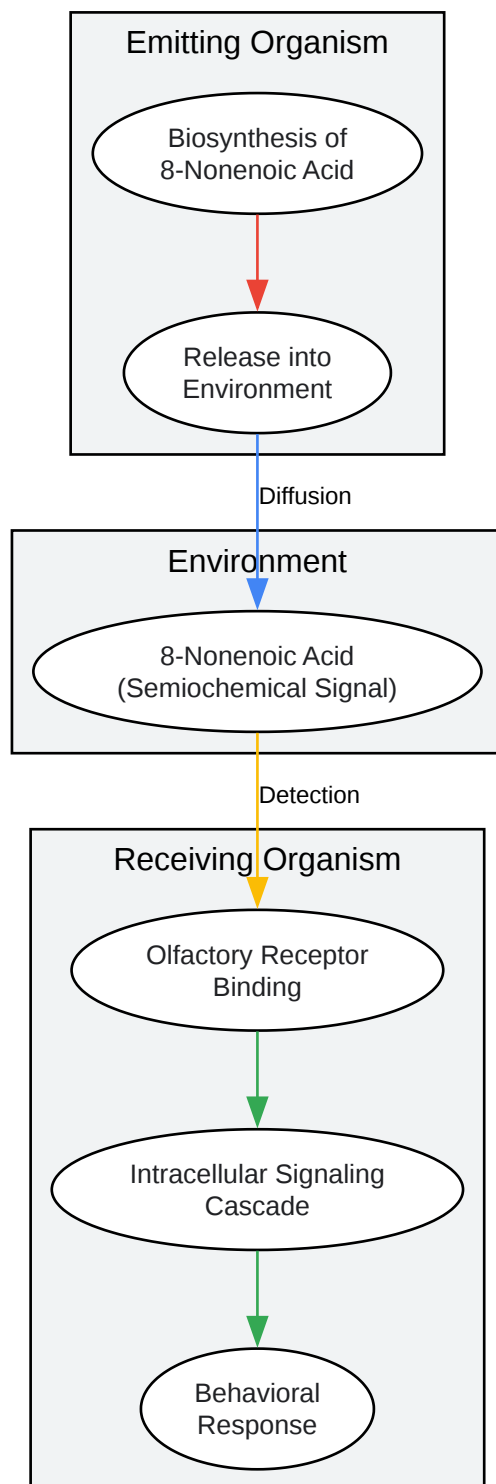 Emitting Organism
Biosynthesis of
8-Nonenoic Acid
Release into
Environment
Diffusion
Environment
8-Nonenoic Acid
(Semiochemical Signal)
Detection
Receiving Organism
Olfactory Receptor
Binding
Intracellular Signaling
Cascade
Behavioral
Response